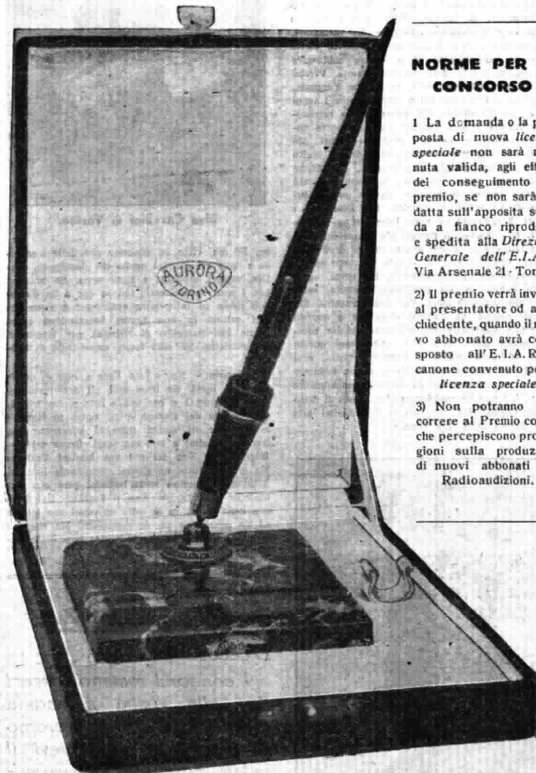 AURORA
TORINO
NORME PER
CONCORSO
1 La domanda o la p
posta di nuova lice
speciale non sarà r
nuta valida, agli eff
del conseguimento
premio, se non sarà
datta sull'apposita s
da a fianco riprod
e spedita alla Direz
Generale dell'E.I.A
Via Arsenale 21 - Tor
2) Il premio verrà inv
al presentatore od a
chiedente, quando il n
vo abbonato avrà co
sposto all'E.I.A.R
canone convenuto pe
licenza speciale
3) Non potranno
correre al Premio co
che percepiscono pro
gioni sulla produz
di nuovi abbonati
Radioaudizioni.